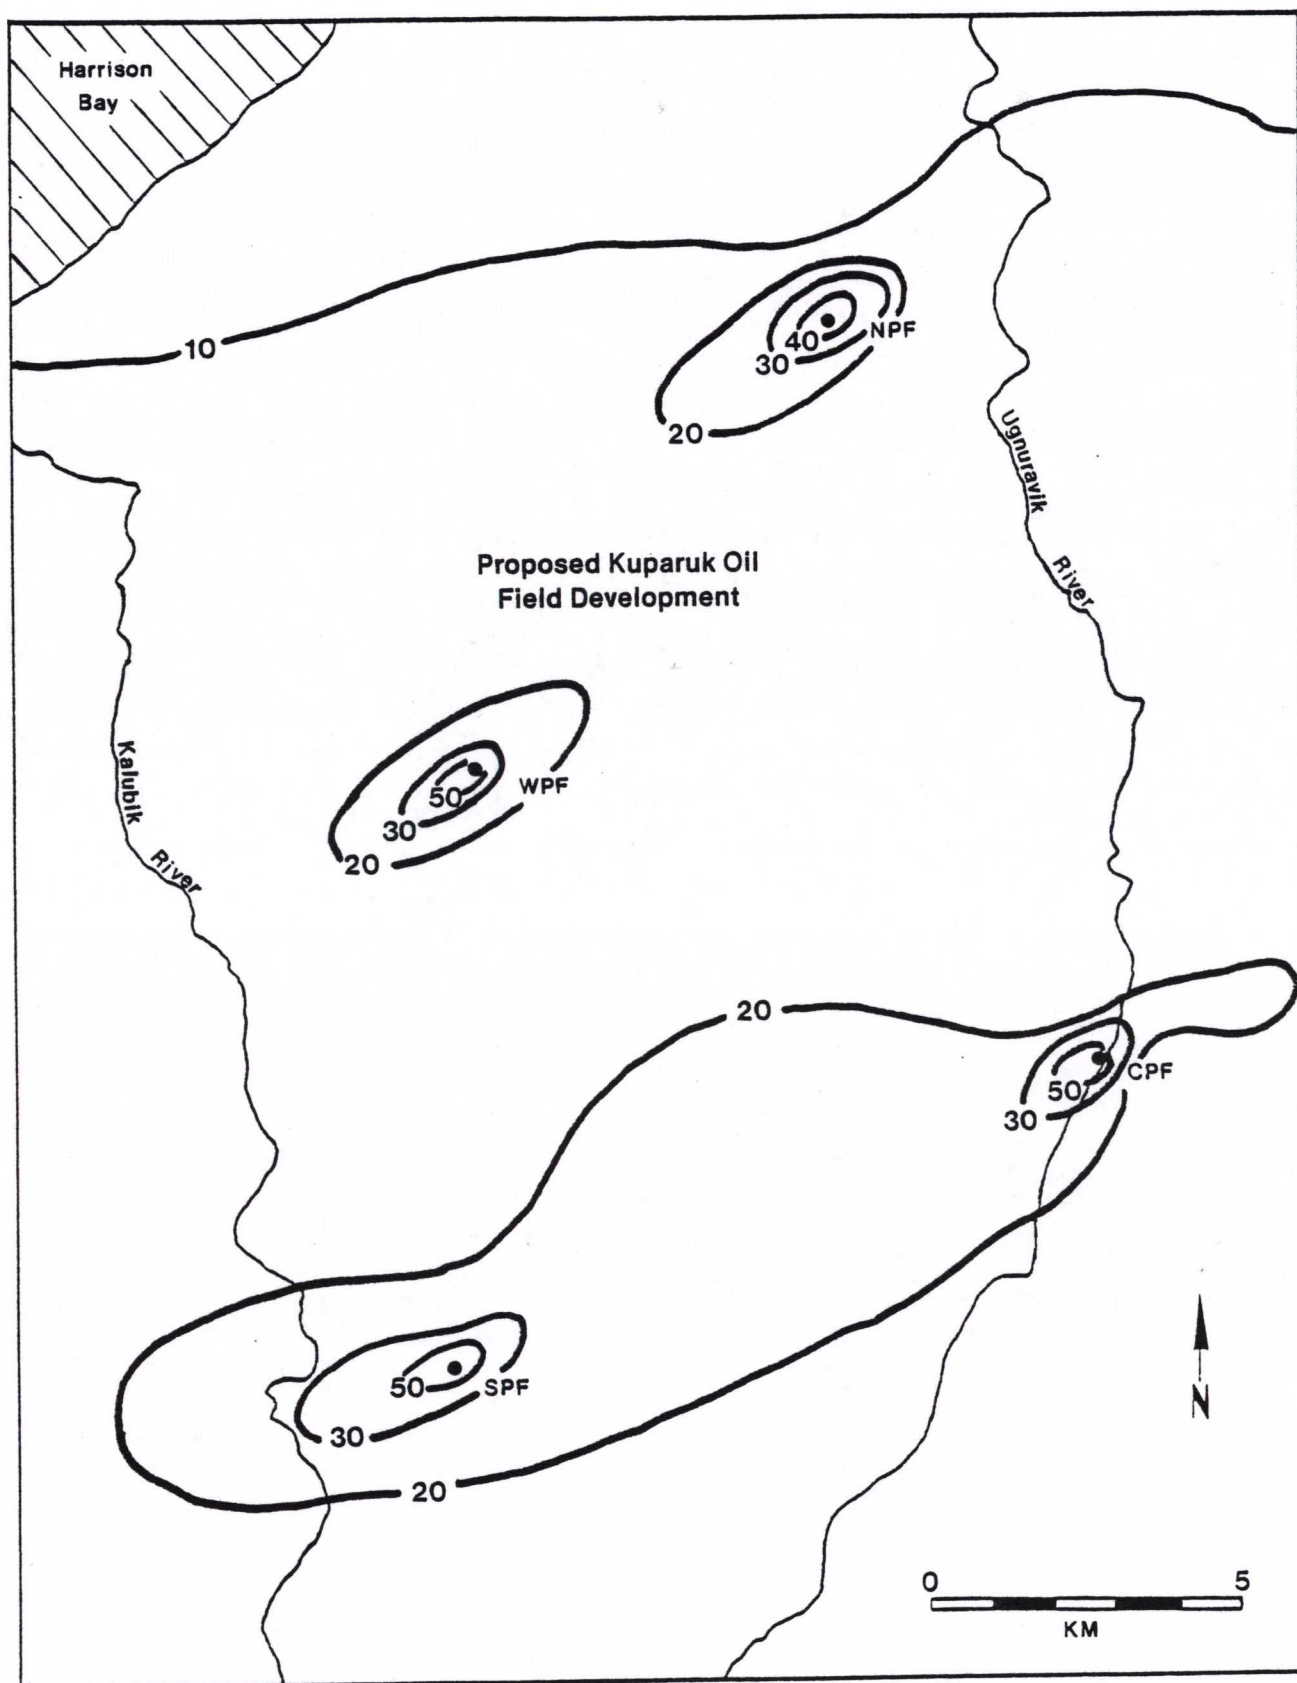 Harrison
Bay
10
40
NPF
30
20
Ugnuravik
River
Proposed Kuparuk Oil
Field Development
Kalubik
River
WPF
50
30
20
20
CPF
50
30
50
SPF
30
20
N
0 5
KM